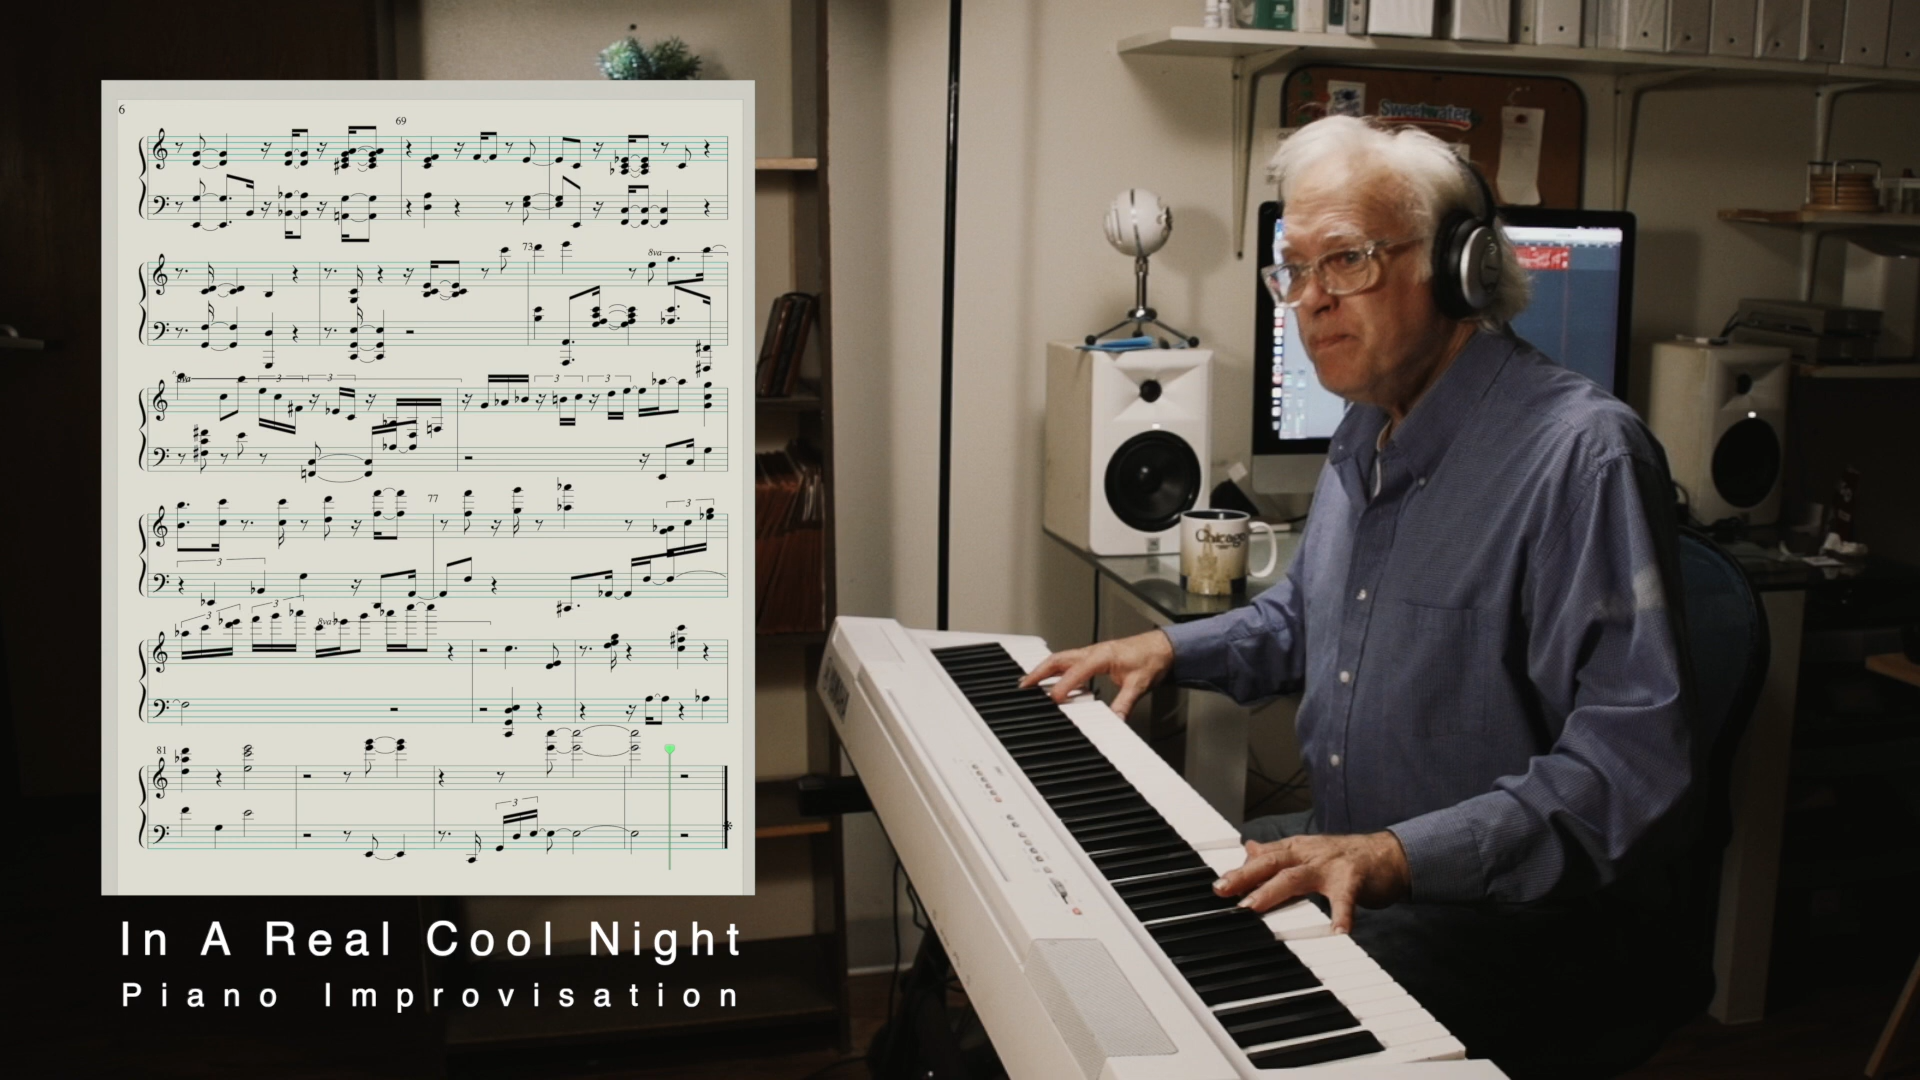 6
69
8va
73
8va
3
3
3
3
77
3
3
3
3
8va
81
3
In A Real Cool Night
Piano Improvisation
Sweetwater
Chicago